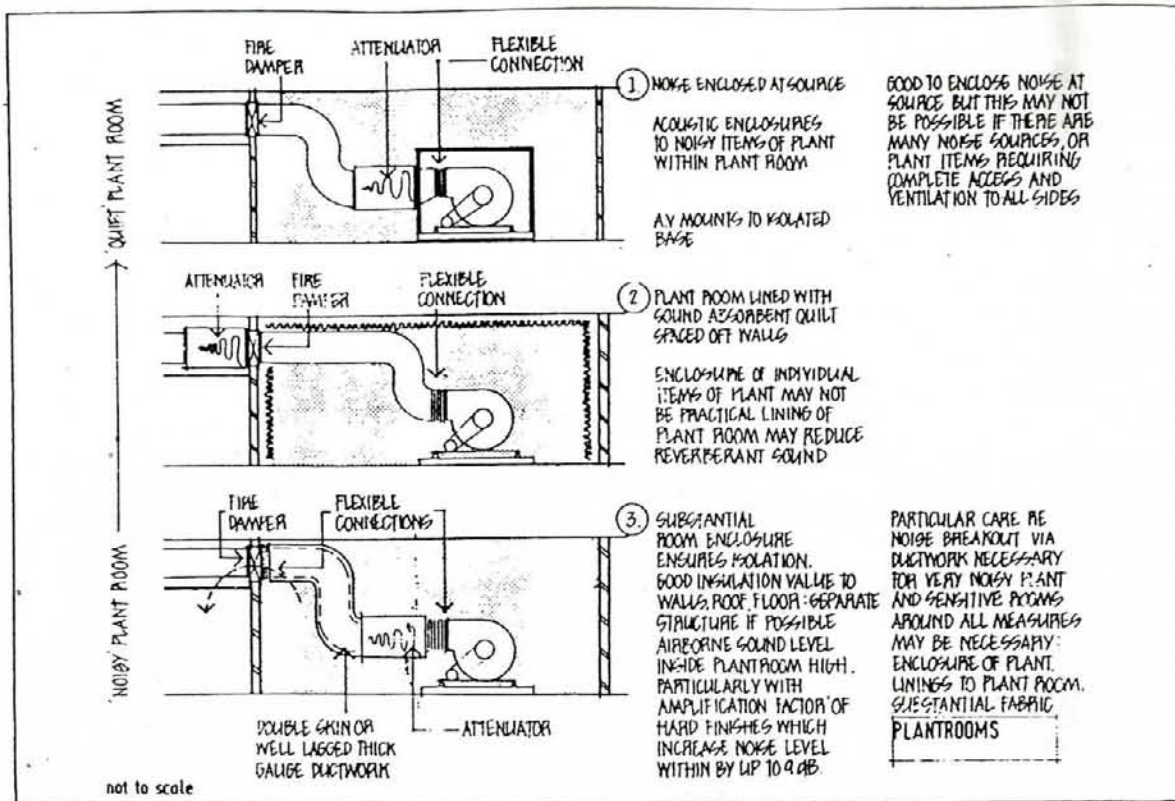 FIRE
DAMPER
ATTENUATOR
FLEXIBLE
CONNECTION
'QUIET' PLANT ROOM
1. NOISE ENCLOSED AT SOURCE
ACOUSTIC ENCLOSURES
TO NOISY ITEMS OF PLANT
WITHIN PLANT ROOM
A.V MOUNTS TO ISOLATED
BASE
GOOD TO ENCLOSE NOISE AT
SOURCE BUT THIS MAY NOT
BE POSSIBLE IF THERE ARE
MANY NOISE SOURCES, OR
PLANT ITEMS REQUIRING
COMPLETE ACCESS AND
VENTILATION TO ALL SIDES
ATTENUATOR
FIRE
DAMPER
FLEXIBLE
CONNECTION
2 PLANT ROOM LINED WITH
SOUND ABSORBENT QUILT
SPACED OFF WALLS
ENCLOSURE OF INDIVIDUAL
ITEMS OF PLANT MAY NOT
BE PRACTICAL LINING OF
PLANT ROOM MAY REDUCE
REVERBERANT SOUND
'NOISY' PLANT ROOM
FIRE
DAMPER
FLEXIBLE
CONNECTIONS
3. SUBSTANTIAL
ROOM ENCLOSURE
ENSURES ISOLATION.
GOOD INSULATION VALUE TO
WALLS, ROOF, FLOOR: SEPARATE
STRUCTURE IF POSSIBLE
AIRBORNE SOUND LEVEL
INSIDE PLANTROOM HIGH.
PARTICULARLY WITH
AMPLIFICATION FACTOR OF
HARD FINISHES WHICH
INCREASE NOISE LEVEL
WITHIN BY UP TO 9 dB.
PARTICULAR CARE RE
NOISE BREAKOUT VIA
DUCTWORK NECESSARY
FOR VERY NOISY PLANT
AND SENSITIVE ROOMS
AROUND ALL MEASURES
MAY BE NECESSARY:
ENCLOSURE OF PLANT.
LININGS TO PLANT ROOM.
SUBSTANTIAL FABRIC
DOUBLE SKIN OR
WELL LAGGED THICK
GAUGE DUCTWORK
ATTENUATOR
PLANTROOMS
not to scale